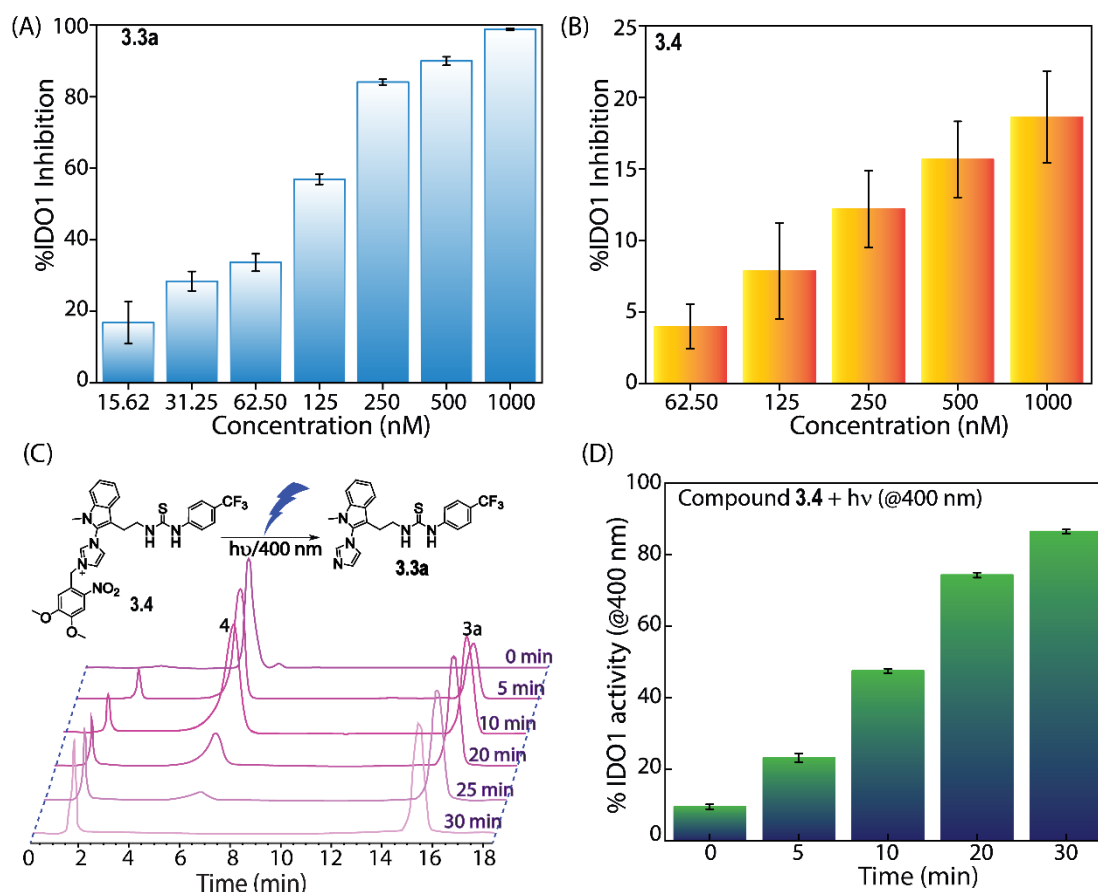 (A)
3.3a
%IDO1 Inhibition
100
80
60
40
20
0
15.62 31.25 62.50 125 250 500 1000
Concentration (nM)
(B)
3.4
%IDO1 Inhibition
25
20
15
10
5
0
62.50 125 250 500 1000
Concentration (nM)
(C)
N
N
N
+
S
N
H
N
H
CF3
NO2
O
O
3.4
hυ/400 nm
N
N
N
S
N
H
N
H
CF3
3.3a
4
3a
0 min
5 min
10 min
20 min
25 min
30 min
0 2 4 6 8 10 12 14 16 18
Time (min)
(D)
Compound 3.4 + hν (@400 nm)
% IDO1 activity (@400 nm)
100
80
60
40
20
0
0 5 10 20 30
Time (min)